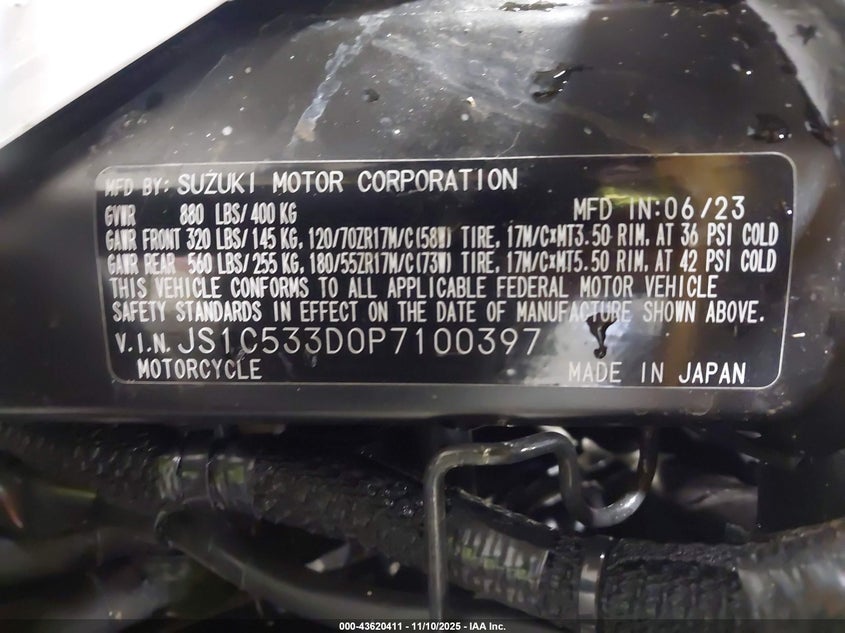 MFD BY: SUZUKI MOTOR CORPORATION
GVWR 880 LBS/400 KG MFD IN:06/23
GAWR FRONT 320 LBS/145 KG, 120/70ZR17M/C(58W) TIRE, 17M/C×MT3.50 RIM, AT 36 PSI COLD
GAWR REAR 560 LBS/255 KG, 180/55ZR17M/C(73W) TIRE, 17M/C×MT5.50 RIM, AT 42 PSI COLD
THIS VEHICLE CONFORMS TO ALL APPLICABLE FEDERAL MOTOR VEHICLE
SAFETY STANDARDS IN EFFECT ON THE DATE OF MANUFACTURE SHOWN ABOVE.
V.I.N. JS1C533D0P7100397
MOTORCYCLE MADE IN JAPAN
000-43620411 - 11/10/2025 - IAA Inc.